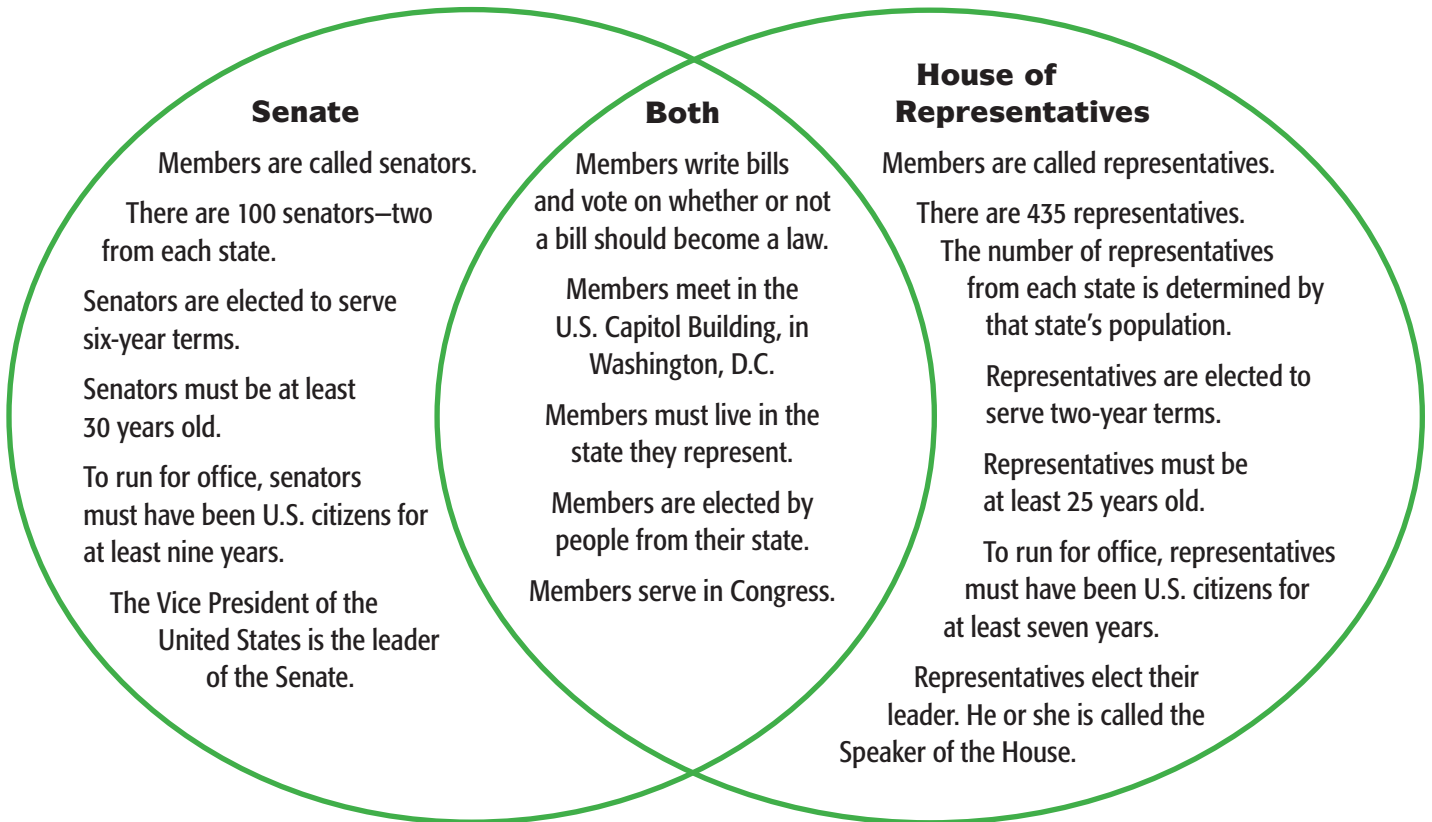 Senate
Members are called senators.
There are 100 senators—two
from each state.
Senators are elected to serve
six-year terms.
Senators must be at least
30 years old.
To run for office, senators
must have been U.S. citizens for
at least nine years.
The Vice President of the
United States is the leader
of the Senate.
Both
Members write bills
and vote on whether or not
a bill should become a law.
Members meet in the
U.S. Capitol Building, in
Washington, D.C.
Members must live in the
state they represent.
Members are elected by
people from their state.
Members serve in Congress.
House of
Representatives
Members are called representatives.
There are 435 representatives.
The number of representatives
from each state is determined by
that state's population.
Representatives are elected to
serve two-year terms.
Representatives must be
at least 25 years old.
To run for office, representatives
must have been U.S. citizens for
at least seven years.
Representatives elect their
leader. He or she is called the
Speaker of the House.